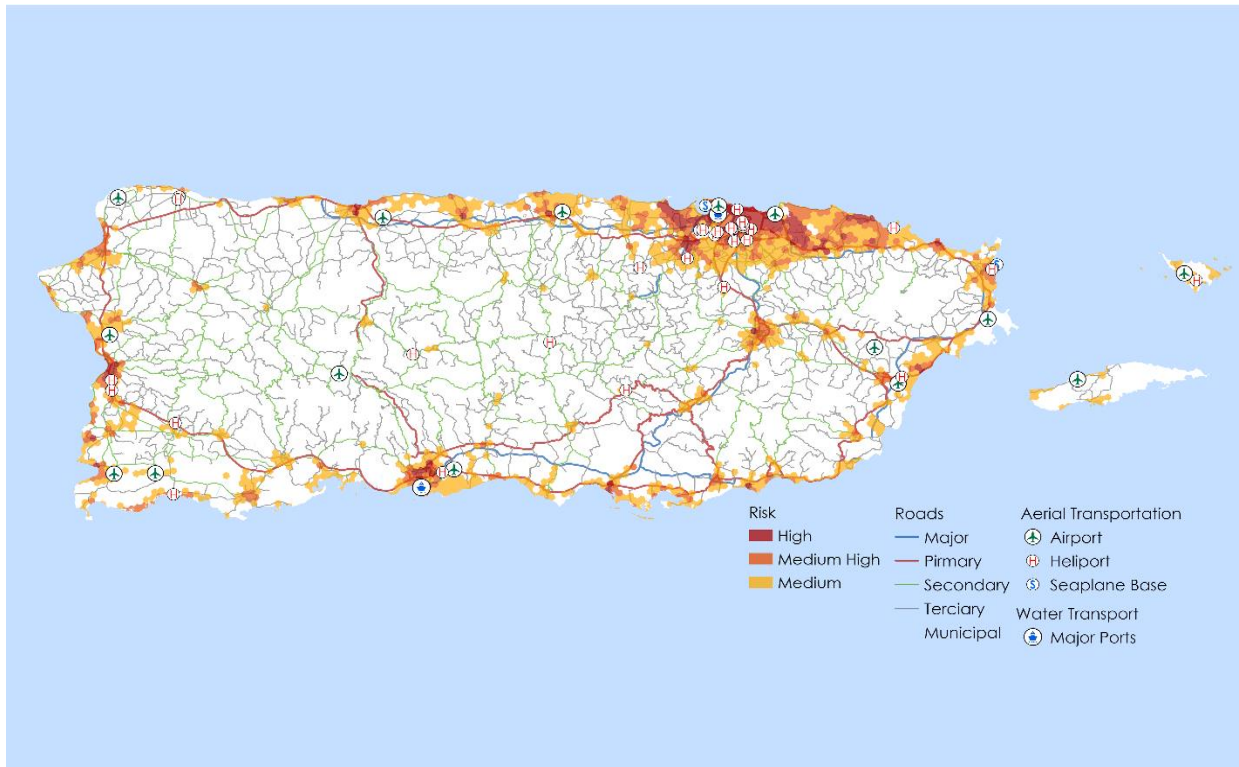 Risk
High
Medium High
Medium
Roads
Major
Pirmary
Secondary
Terciary
Municipal
Aerial Transportation
Airport
H Heliport
S Seaplane Base
Water Transport
Major Ports